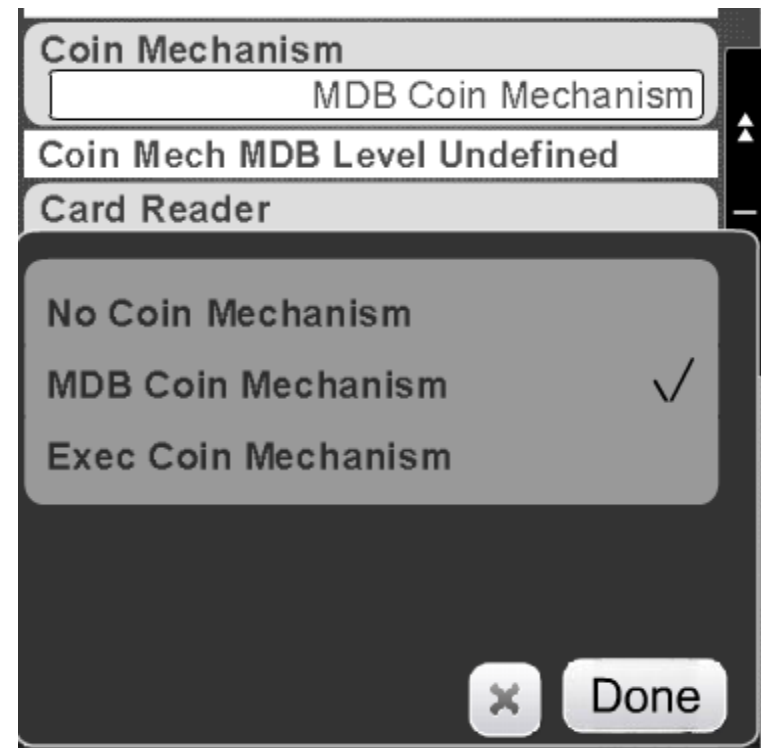 Coin Mechanism
MDB Coin Mechanism
Coin Mech MDB Level Undefined
Card Reader
No Coin Mechanism
MDB Coin Mechanism
Exec Coin Mechanism
Done